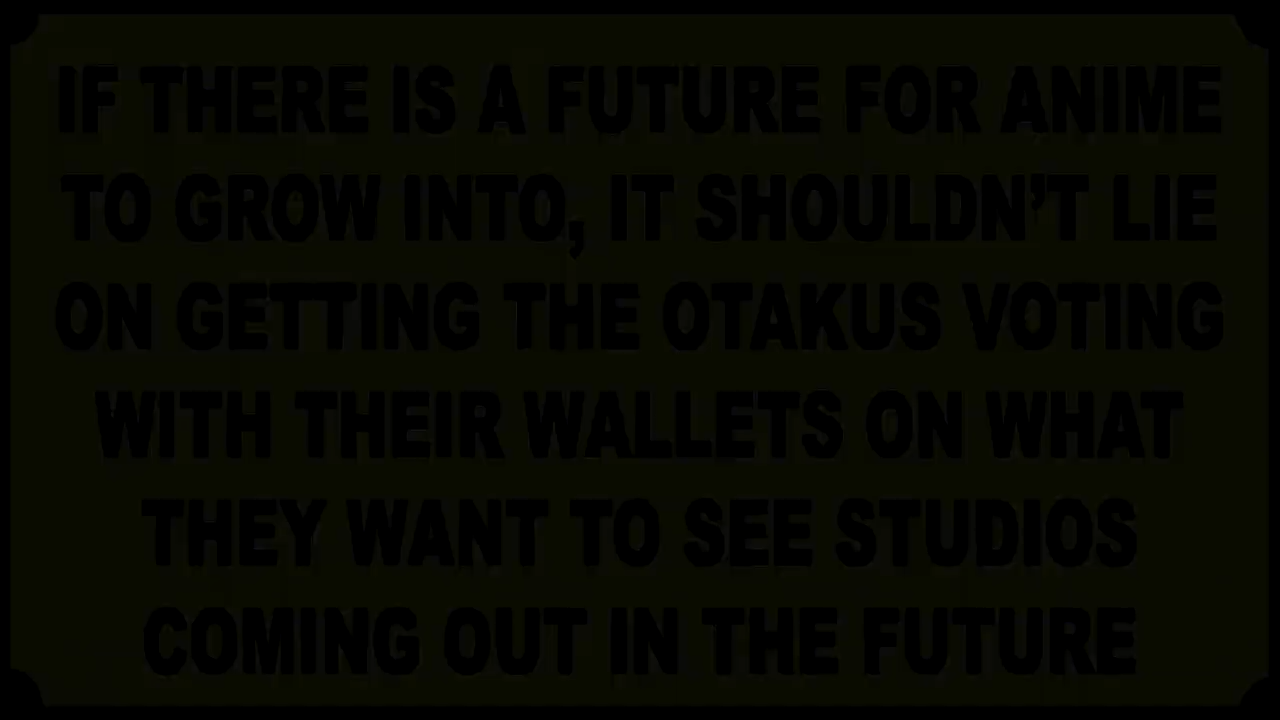 IF THERE IS A FUTURE FOR ANIME
TO GROW INTO, IT SHOULDN'T LIE
ON GETTING THE OTAKUS VOTING
WITH THEIR WALLETS ON WHAT
THEY WANT TO SEE STUDIOS
COMING OUT IN THE FUTURE